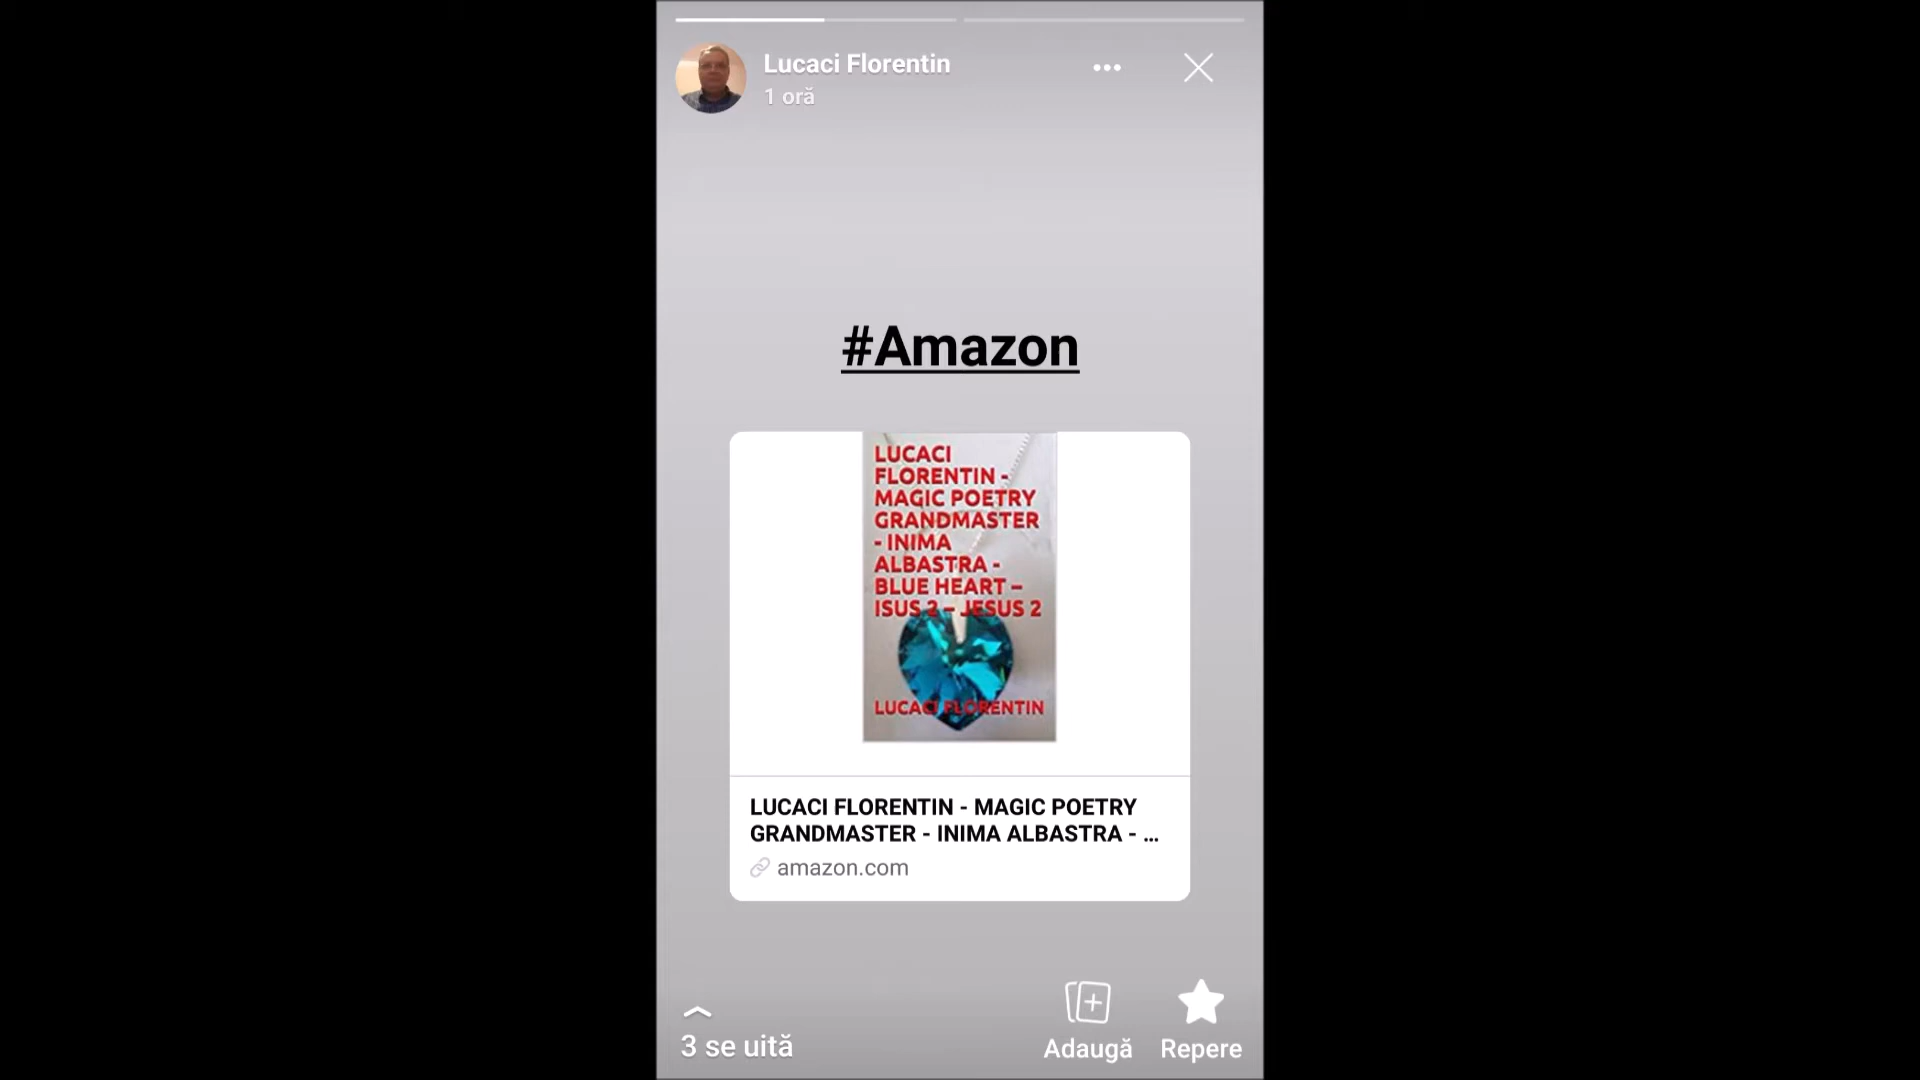 Lucaci Florentin
1 oră
#Amazon
LUCACI
FLORENTIN -
MAGIC POETRY
GRANDMASTER
- INIMA
ALBASTRA -
BLUE HEART –
ISUS 2 – JESUS 2
LUCACI FLORENTIN
LUCACI FLORENTIN - MAGIC POETRY
GRANDMASTER - INIMA ALBASTRA - ...
amazon.com
3 se uită
Adaugă
Repere